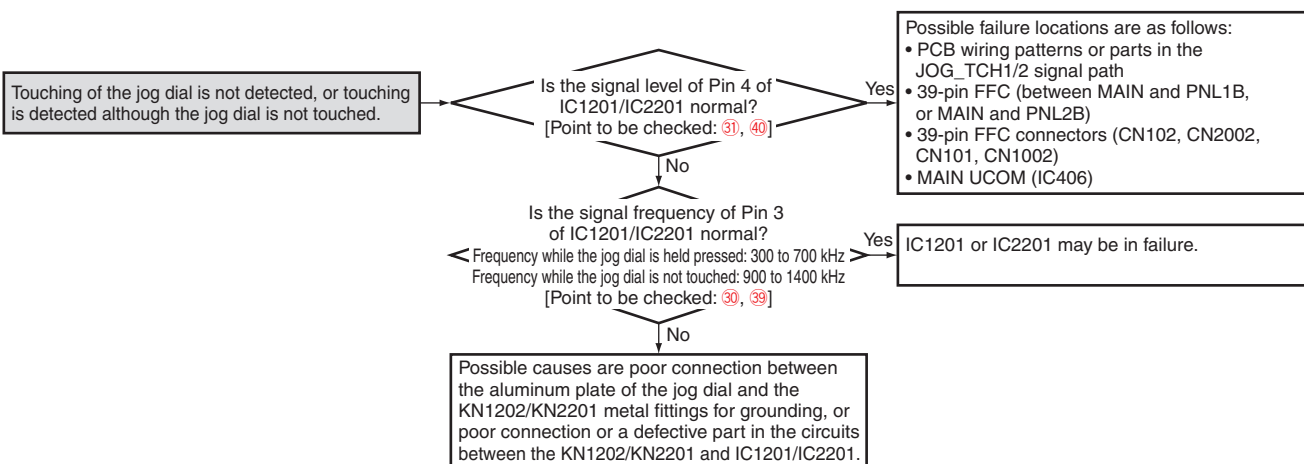 Touching of the jog dial is not detected, or touching
is detected although the jog dial is not touched.
Is the signal level of Pin 4 of
IC1201/IC2201 normal?
[Point to be checked: ㉛, ㊵]
Yes
Possible failure locations are as follows:
• PCB wiring patterns or parts in the
JOG_TCH1/2 signal path
• 39-pin FFC (between MAIN and PNL1B,
or MAIN and PNL2B)
• 39-pin FFC connectors (CN102, CN2002,
CN101, CN1002)
• MAIN UCOM (IC406)
No
Is the signal frequency of Pin 3
of IC1201/IC2201 normal?
Frequency while the jog dial is held pressed: 300 to 700 kHz
Frequency while the jog dial is not touched: 900 to 1400 kHz
[Point to be checked: ㉚, ㊴]
Yes
IC1201 or IC2201 may be in failure.
No
Possible causes are poor connection between
the aluminum plate of the jog dial and the
KN1202/KN2201 metal fittings for grounding, or
poor connection or a defective part in the circuits
between the KN1202/KN2201 and IC1201/IC2201.